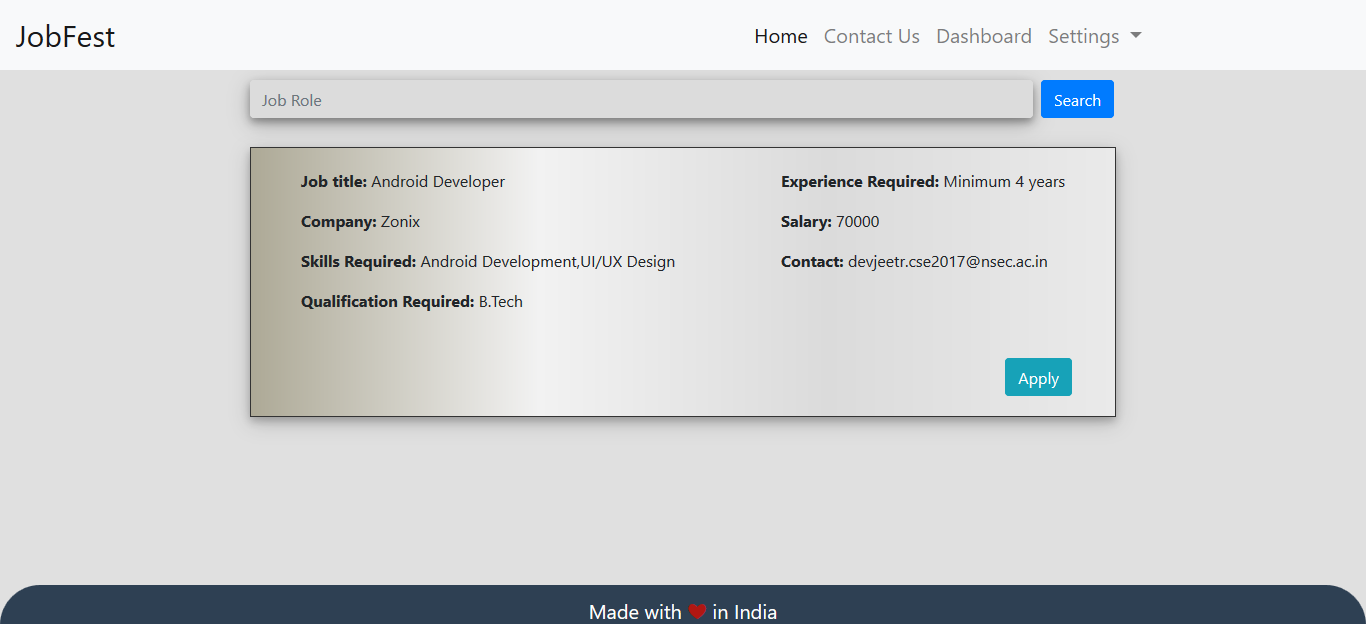 JobFest
Home Contact Us Dashboard Settings
Job Role
Search
Job title: Android Developer
Company: Zonix
Skills Required: Android Development,UI/UX Design
Qualification Required: B.Tech
Experience Required: Minimum 4 years
Salary: 70000
Contact: devjeetr.cse2017@nsec.ac.in
Apply
Made with ❤ in India